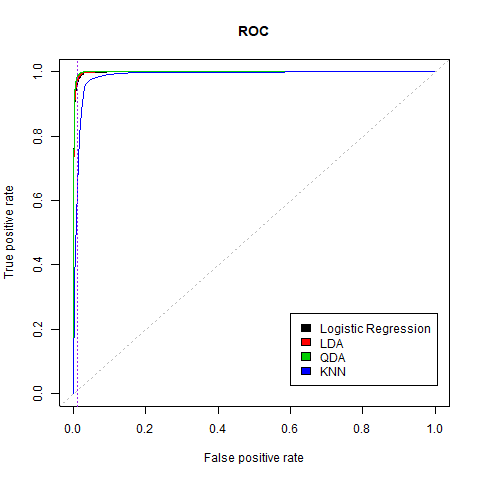 ROC
True positive rate
1.0
0.8
0.6
0.4
0.2
0.0
Logistic Regression
LDA
QDA
KNN
0.0 0.2 0.4 0.6 0.8 1.0
False positive rate